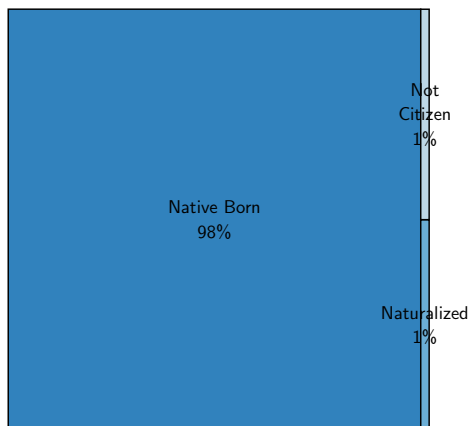 Not
Citizen
1%
Native Born
98%
Naturalized
1%